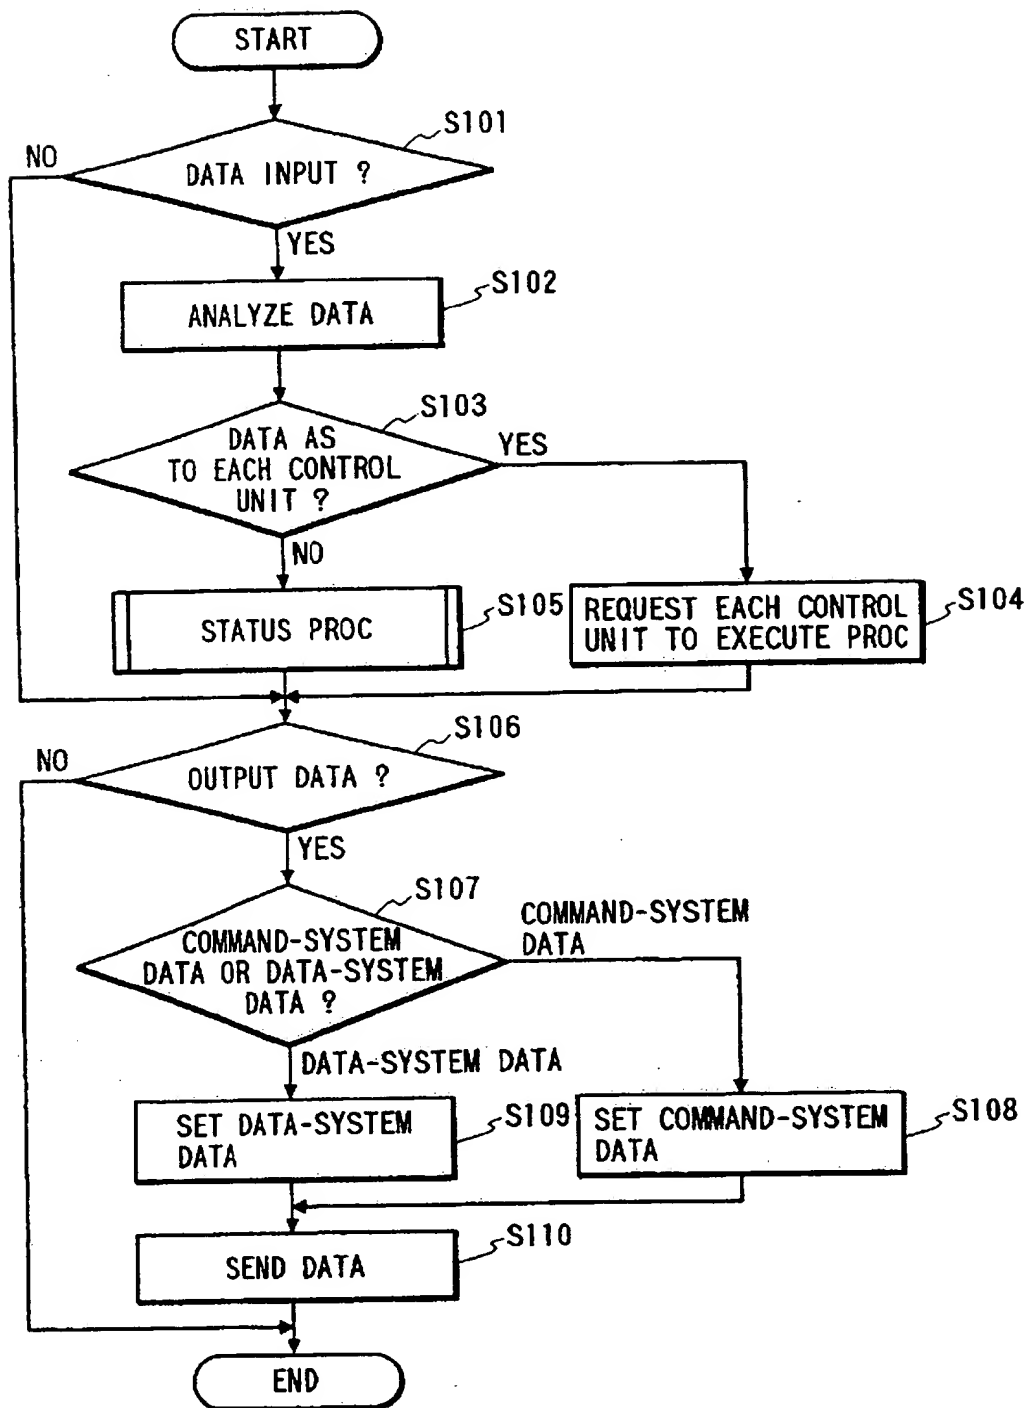 START
S101
NO
DATA INPUT ?
YES
S102
ANALYZE DATA
S103
DATA AS
TO EACH CONTROL
UNIT ?
YES
NO
S105
STATUS PROC
S104
REQUEST EACH CONTROL
UNIT TO EXECUTE PROC
S106
NO
OUTPUT DATA ?
YES
S107
COMMAND-SYSTEM
DATA OR DATA-SYSTEM
DATA ?
COMMAND-SYSTEM
DATA
DATA-SYSTEM DATA
S109
SET DATA-SYSTEM
DATA
S108
SET COMMAND-SYSTEM
DATA
S110
SEND DATA
END